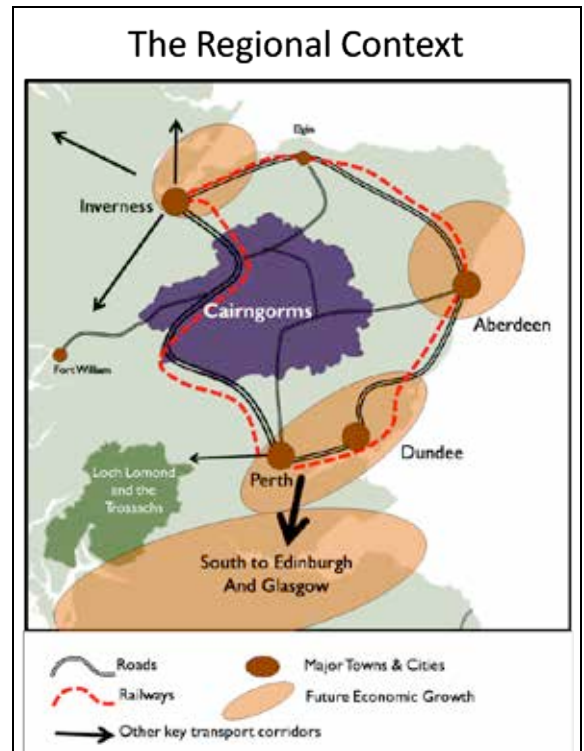 The Regional Context
Elgin
Inverness
Cairngorms
Aberdeen
Fort William
Dundee
Perth
Loch Lomond
and the
Trossachs
South to Edinburgh
And Glasgow
Roads
Major Towns & Cities
Railways
Future Economic Growth
Other key transport corridors